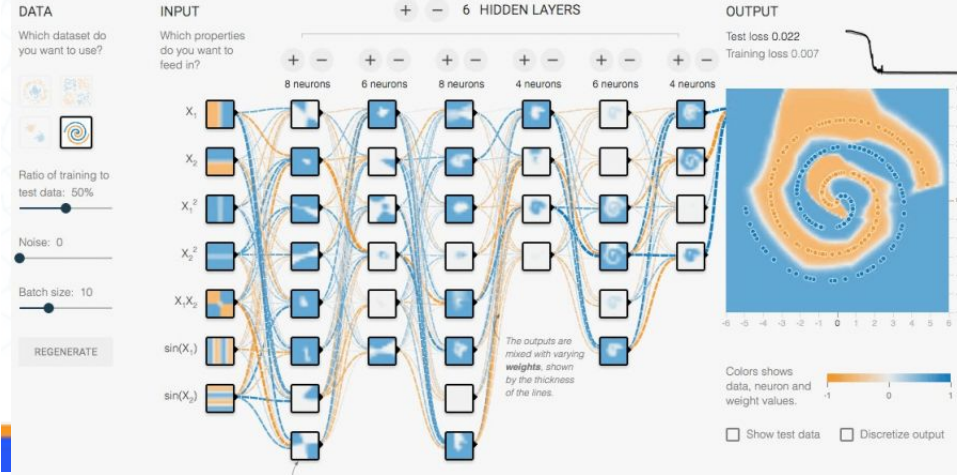 DATA
Which dataset do
you want to use?
Ratio of training to
test data: 50%
Noise: 0
Batch size: 10
REGENERATE
INPUT
Which properties
do you want to
feed in?
X₁
X₂
X₁²
X₂²
X₁X₂
sin(X₁)
sin(X₂)
+ − 6 HIDDEN LAYERS
+ − + − + − + − + − + −
8 neurons 6 neurons 8 neurons 4 neurons 6 neurons 4 neurons
The outputs are
mixed with varying
weights, shown
by the thickness
of the lines.
OUTPUT
Test loss 0.022
Training loss 0.007
-6 -5 -4 -3 -2 -1 0 1 2 3 4 5 6
Colors shows
data, neuron and
weight values.
-1 0 1
Show test data Discretize output